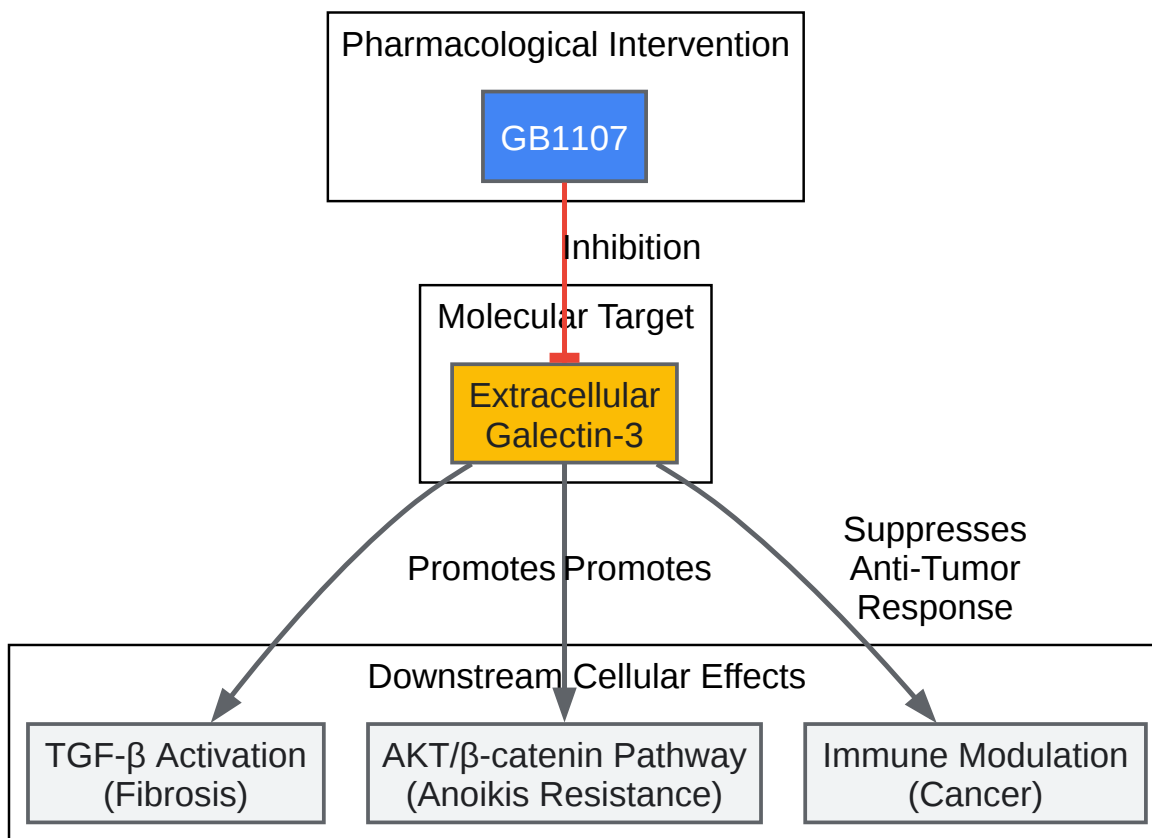 Pharmacological Intervention
GB1107
Inhibition
Molecular Target
Extracellular
Galectin-3
Promotes
Promotes
Suppresses
Anti-Tumor
Response
Downstream Cellular Effects
TGF-β Activation
(Fibrosis)
AKT/β-catenin Pathway
(Anoikis Resistance)
Immune Modulation
(Cancer)